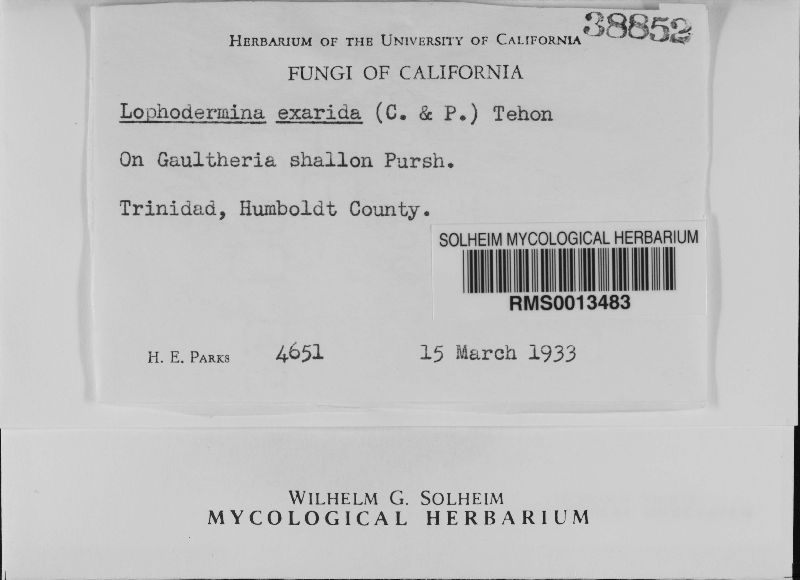 38852
HERBARIUM OF THE UNIVERSITY OF CALIFORNIA
FUNGI OF CALIFORNIA
Lophodermina exarida (C. & P.) Tehon
On Gaultheria shallon Pursh.
Trinidad, Humboldt County.
SOLHEIM MYCOLOGICAL HERBARIUM
RMS0013483
H. E. PARKS 4651 15 March 1933
WILHELM G. SOLHEIM
MYCOLOGICAL HERBARIUM